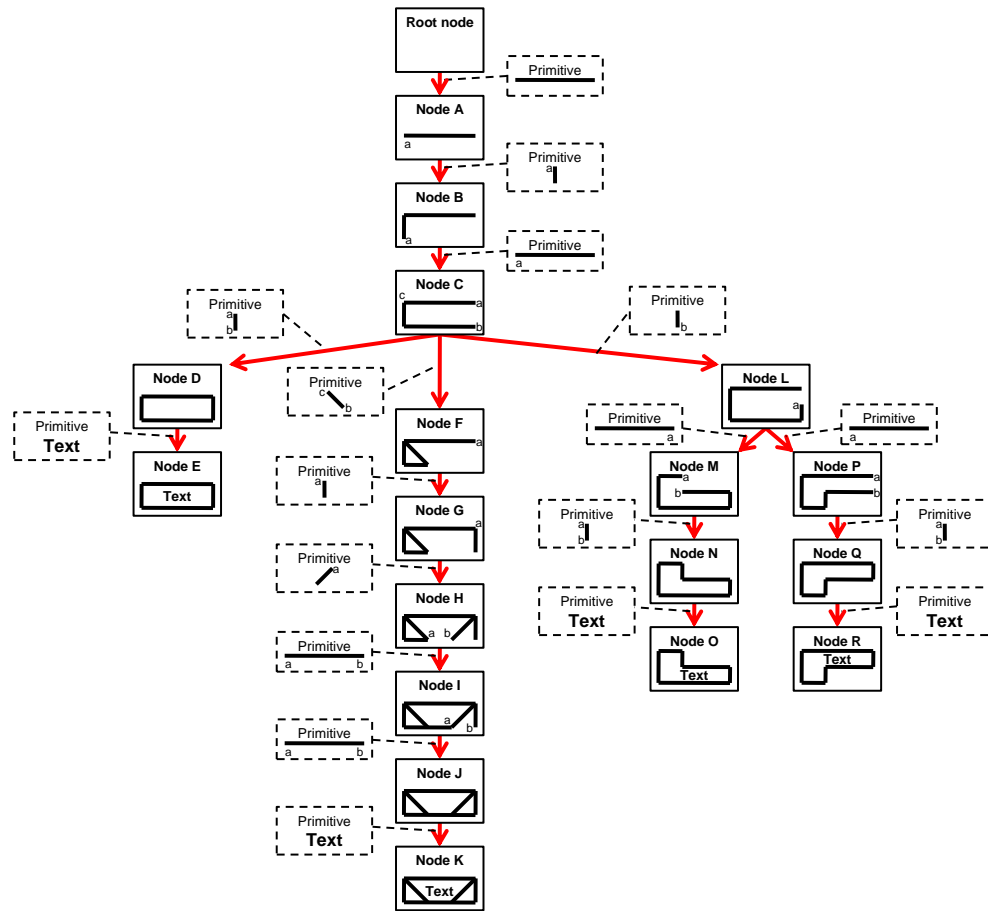 Root node
Primitive
Node A
a
Primitive
a
Node B
a
Primitive
a
Node C
c
a
b
Primitive
a
b
Primitive
b
Node D
Primitive
c
b
Node L
a
Primitive
Text
Node F
a
Primitive
a
Primitive
a
Node E
Text
Node M
a
b
Node P
a
b
Primitive
a
Node G
a
Primitive
a
b
Primitive
a
b
Primitive
a
Node N
Node Q
Node H
a
b
Primitive
Text
Primitive
Text
Primitive
a
b
Node O
Text
Node R
Text
Node I
a
b
Primitive
a
b
Node J
Primitive
Text
Node K
Text